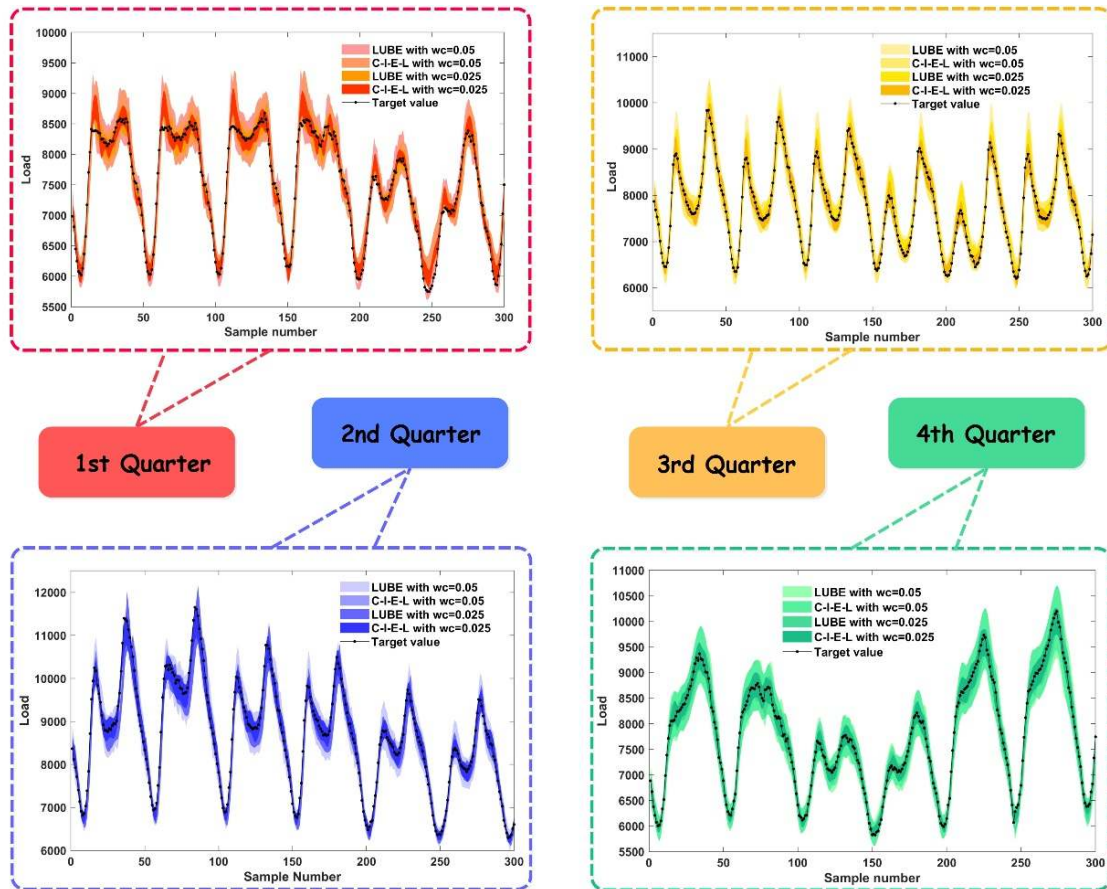 10000
9500
9000
8500
8000
7500
7000
6500
6000
5500
Load
LUBE with wc=0.05
C-I-E-L with wc=0.05
LUBE with wc=0.025
C-I-E-L with wc=0.025
Target value
0 50 100 150 200 250 300
Sample number
11000
10000
9000
8000
7000
6000
Load
LUBE with wc=0.05
C-I-E-L with wc=0.05
LUBE with wc=0.025
C-I-E-L with wc=0.025
Target value
0 50 100 150 200 250 300
Sample number
1st Quarter
2nd Quarter
3rd Quarter
4th Quarter
12000
11000
10000
9000
8000
7000
6000
Load
LUBE with wc=0.05
C-I-E-L with wc=0.05
LUBE with wc=0.025
C-I-E-L with wc=0.025
Target value
0 50 100 150 200 250 300
Sample Number
11000
10500
10000
9500
9000
8500
8000
7500
7000
6500
6000
5500
Load
LUBE with wc=0.05
C-I-E-L with wc=0.05
LUBE with wc=0.025
C-I-E-L with wc=0.025
Target value
0 50 100 150 200 250 300
Sample number